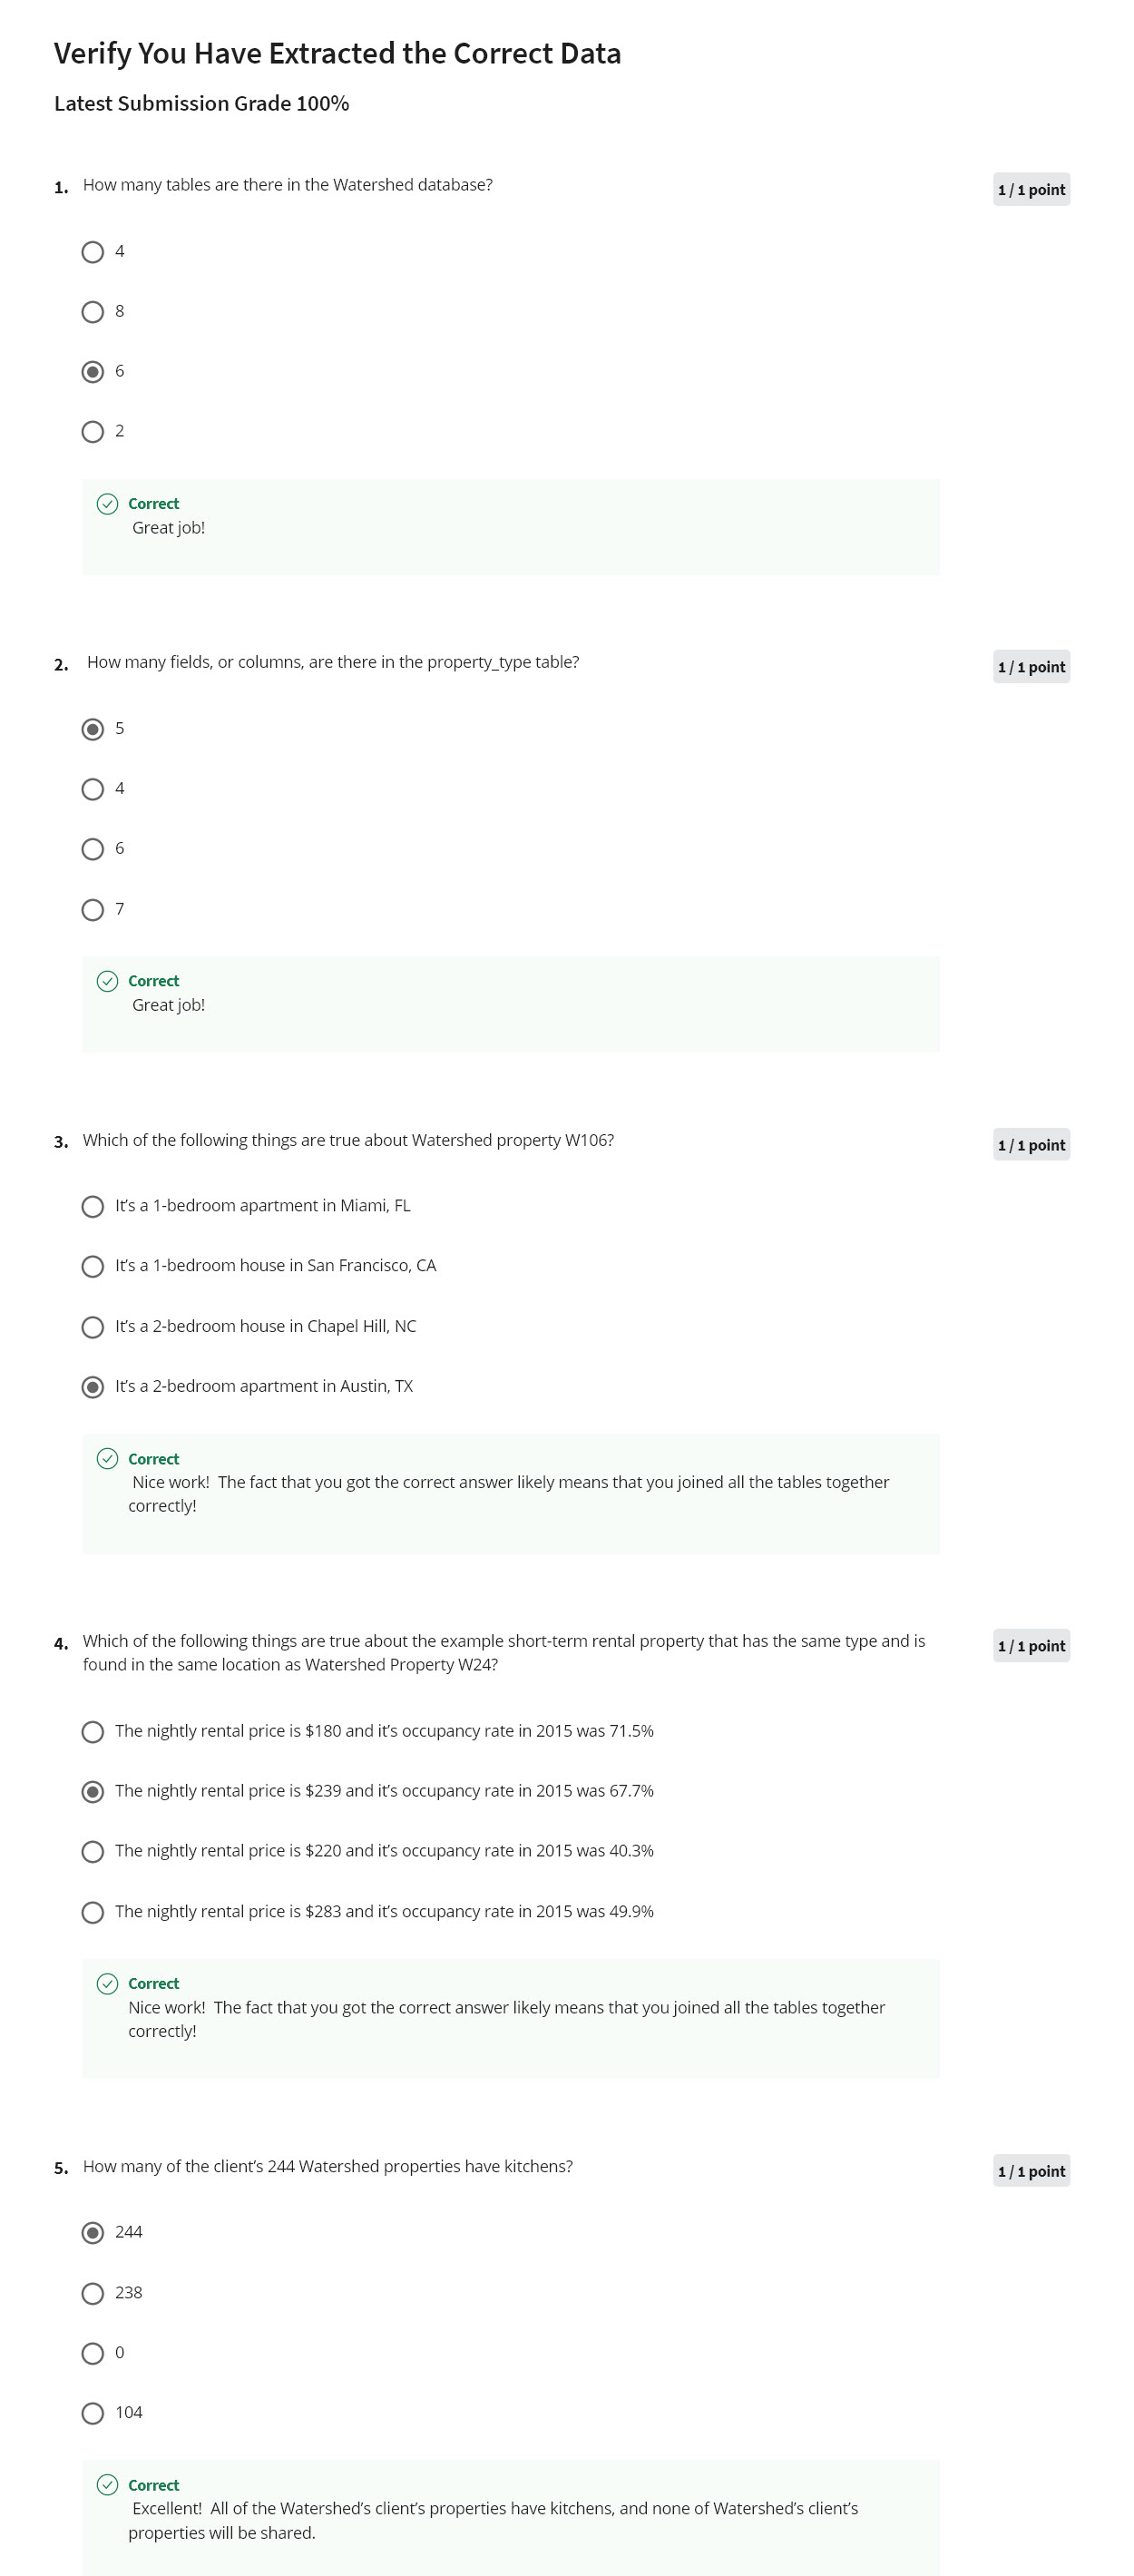 Verify You Have Extracted the Correct Data
Latest Submission Grade 100%
1. How many tables are there in the Watershed database?
1 / 1 point
4
8
6
2
Correct
Great job!
2. How many fields, or columns, are there in the property_type table?
1 / 1 point
5
4
6
7
Correct
Great job!
3. Which of the following things are true about Watershed property W106?
1 / 1 point
It's a 1-bedroom apartment in Miami, FL
It's a 1-bedroom house in San Francisco, CA
It's a 2-bedroom house in Chapel Hill, NC
It's a 2-bedroom apartment in Austin, TX
Correct
Nice work!  The fact that you got the correct answer likely means that you joined all the tables together
correctly!
4. Which of the following things are true about the example short-term rental property that has the same type and is
found in the same location as Watershed Property W24?
1 / 1 point
The nightly rental price is $180 and it's occupancy rate in 2015 was 71.5%
The nightly rental price is $239 and it's occupancy rate in 2015 was 67.7%
The nightly rental price is $220 and it's occupancy rate in 2015 was 40.3%
The nightly rental price is $283 and it's occupancy rate in 2015 was 49.9%
Correct
Nice work!  The fact that you got the correct answer likely means that you joined all the tables together
correctly!
5. How many of the client's 244 Watershed properties have kitchens?
1 / 1 point
244
238
0
104
Correct
Excellent!  All of the Watershed's client's properties have kitchens, and none of Watershed's client's
properties will be shared.